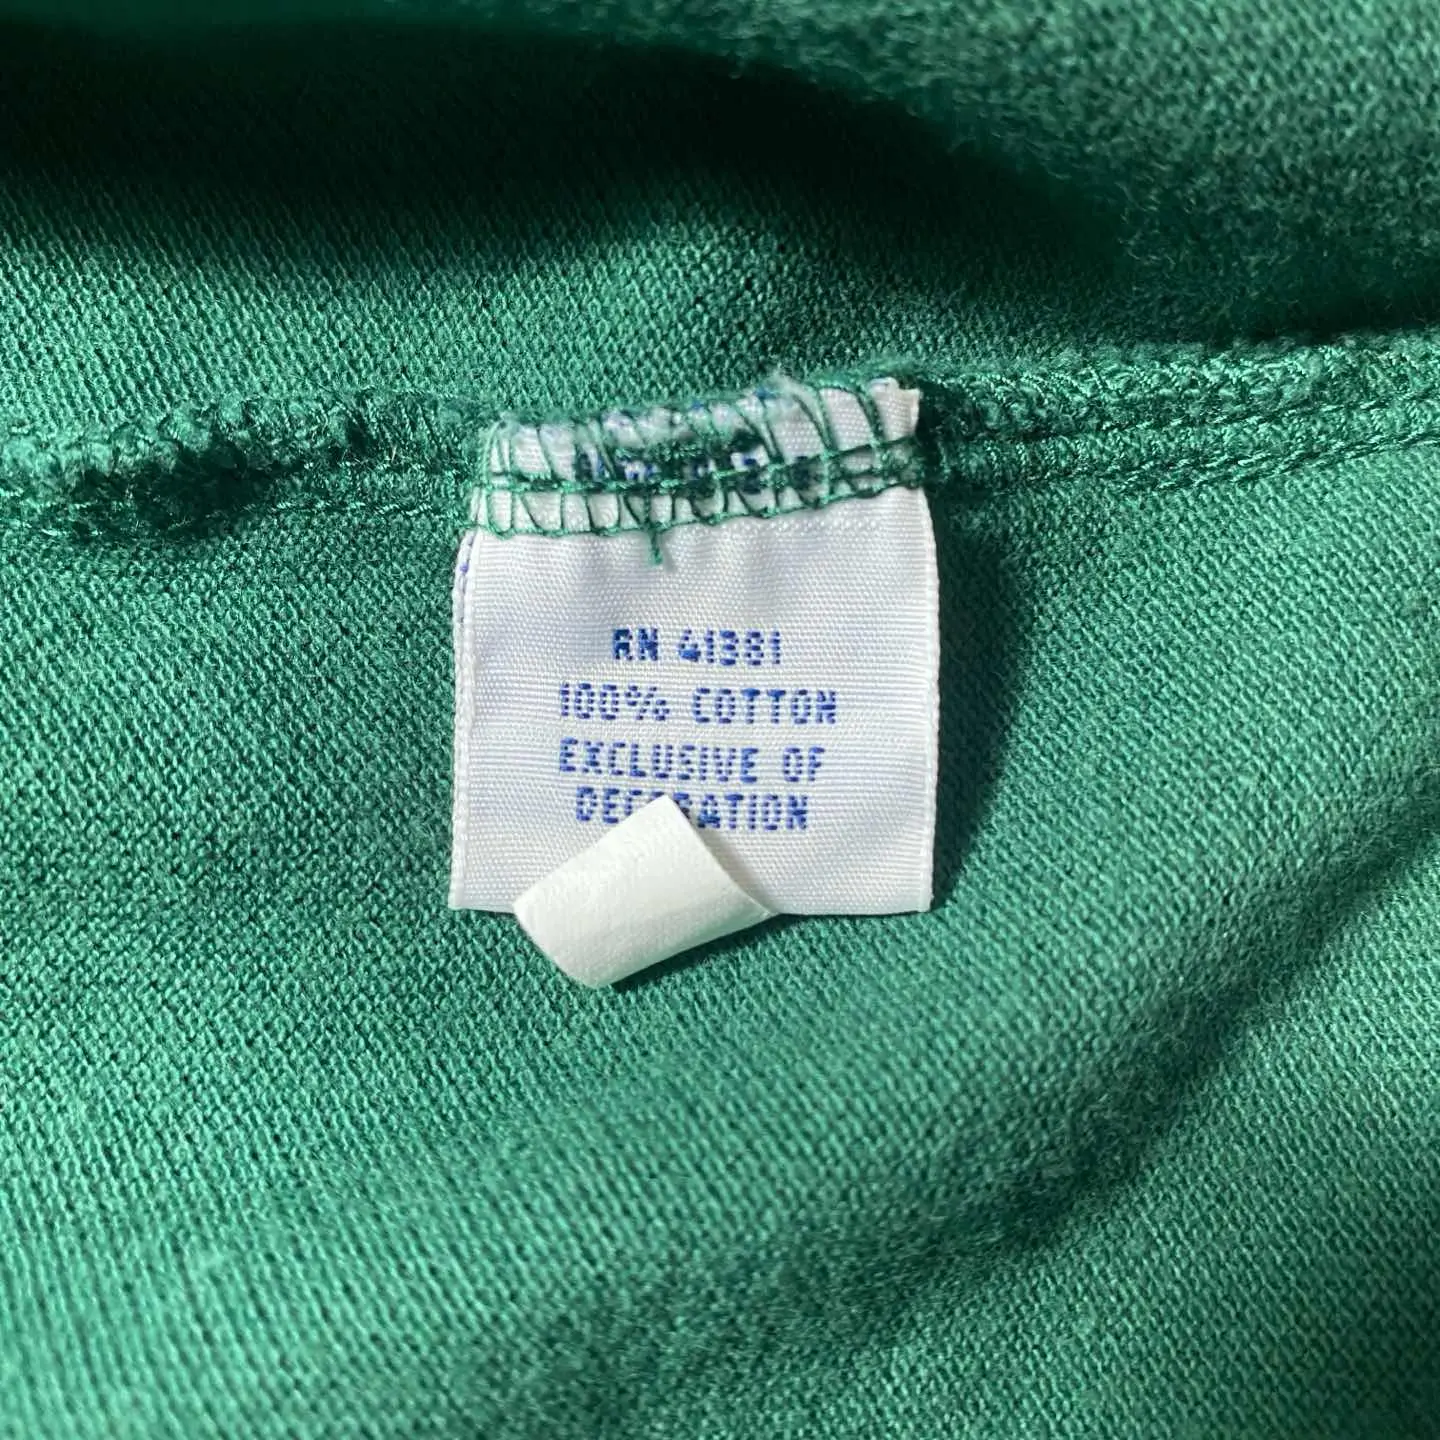 RN 41381
100% COTTON
EXCLUSIVE OF
DECORATION